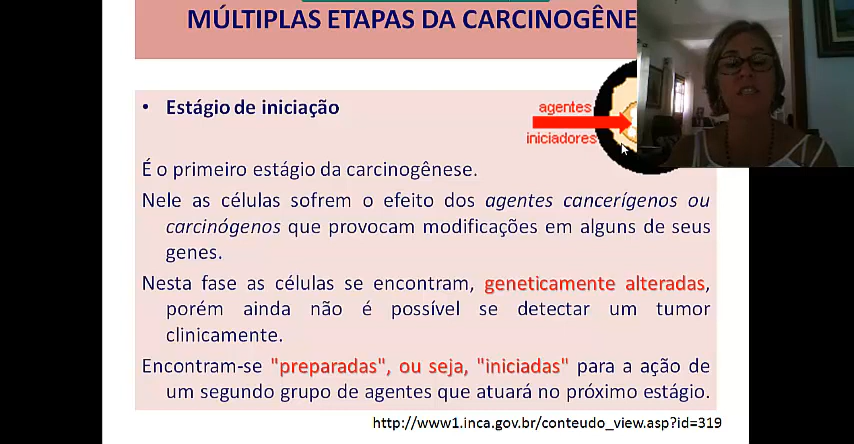 MÚLTIPLAS ETAPAS DA CARCINOGÊNE
• Estágio de iniciação
agentes
iniciadores
É o primeiro estágio da carcinogênese.
Nele as células sofrem o efeito dos agentes cancerígenos ou
carcinógenos que provocam modificações em alguns de seus
genes.
Nesta fase as células se encontram, geneticamente alteradas,
porém ainda não é possível se detectar um tumor
clinicamente.
Encontram-se "preparadas", ou seja, "iniciadas" para a ação de
um segundo grupo de agentes que atuará no próximo estágio.
http://www1.inca.gov.br/conteudo_view.asp?id=319